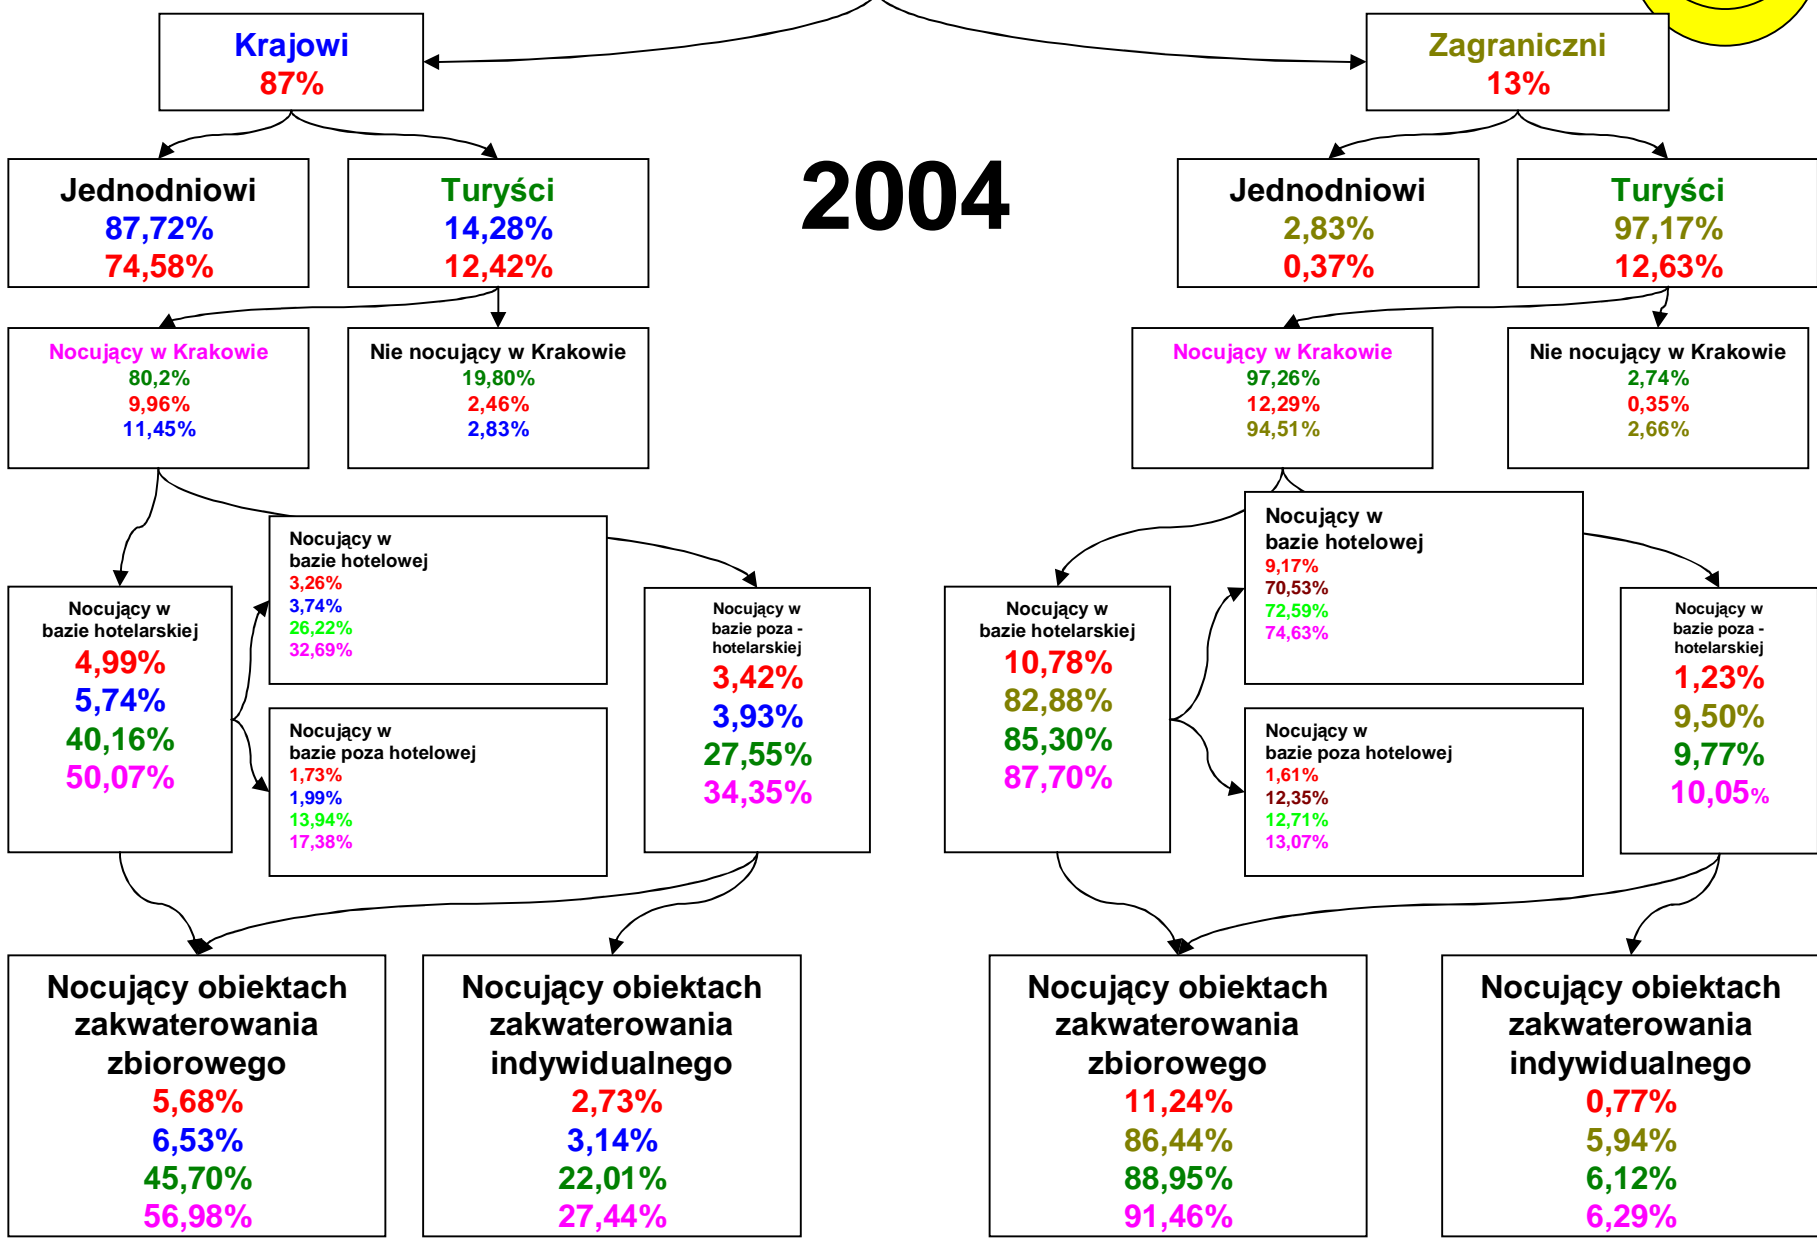 Krajowi
87%
Zagraniczni
13%
2004
Jednodniowi
87,72%
74,58%
Turyści
14,28%
12,42%
Jednodniowi
2,83%
0,37%
Turyści
97,17%
12,63%
Nocujący w Krakowie
80,2%
9,96%
11,45%
Nie nocujący w Krakowie
19,80%
2,46%
2,83%
Nocujący w Krakowie
97,26%
12,29%
94,51%
Nie nocujący w Krakowie
2,74%
0,35%
2,66%
Nocujący w
bazie hotelarskiej
4,99%
5,74%
40,16%
50,07%
Nocujący w
bazie hotelowej
3,26%
3,74%
26,22%
32,69%
Nocujący w
bazie poza hotelowej
1,73%
1,99%
13,94%
17,38%
Nocujący w
bazie poza -
hotelarskiej
3,42%
3,93%
27,55%
34,35%
Nocujący w
bazie hotelarskiej
10,78%
82,88%
85,30%
87,70%
Nocujący w
bazie hotelowej
9,17%
70,53%
72,59%
74,63%
Nocujący w
bazie poza hotelowej
1,61%
12,35%
12,71%
13,07%
Nocujący w
bazie poza -
hotelarskiej
1,23%
9,50%
9,77%
10,05%
Nocujący obiektach
zakwaterowania
zbiorowego
5,68%
6,53%
45,70%
56,98%
Nocujący obiektach
zakwaterowania
indywidualnego
2,73%
3,14%
22,01%
27,44%
Nocujący obiektach
zakwaterowania
zbiorowego
11,24%
86,44%
88,95%
91,46%
Nocujący obiektach
zakwaterowania
indywidualnego
0,77%
5,94%
6,12%
6,29%